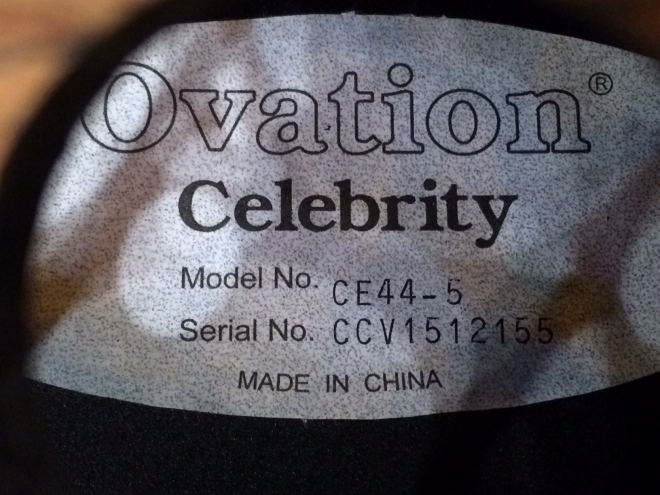 Ovation®
Celebrity
Model No. CE44-5
Serial No. CCV1512155
MADE IN CHINA